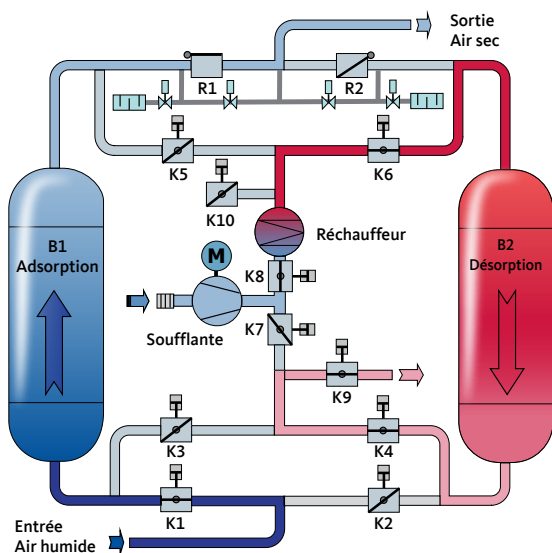 Sortie
Air sec
R1
R2
K5
K6
K10
B1
Adsorption
Réchauffeur
B2
Désorption
M
K8
Soufflante
K7
K9
K3
K4
K1
K2
Entrée
Air humide